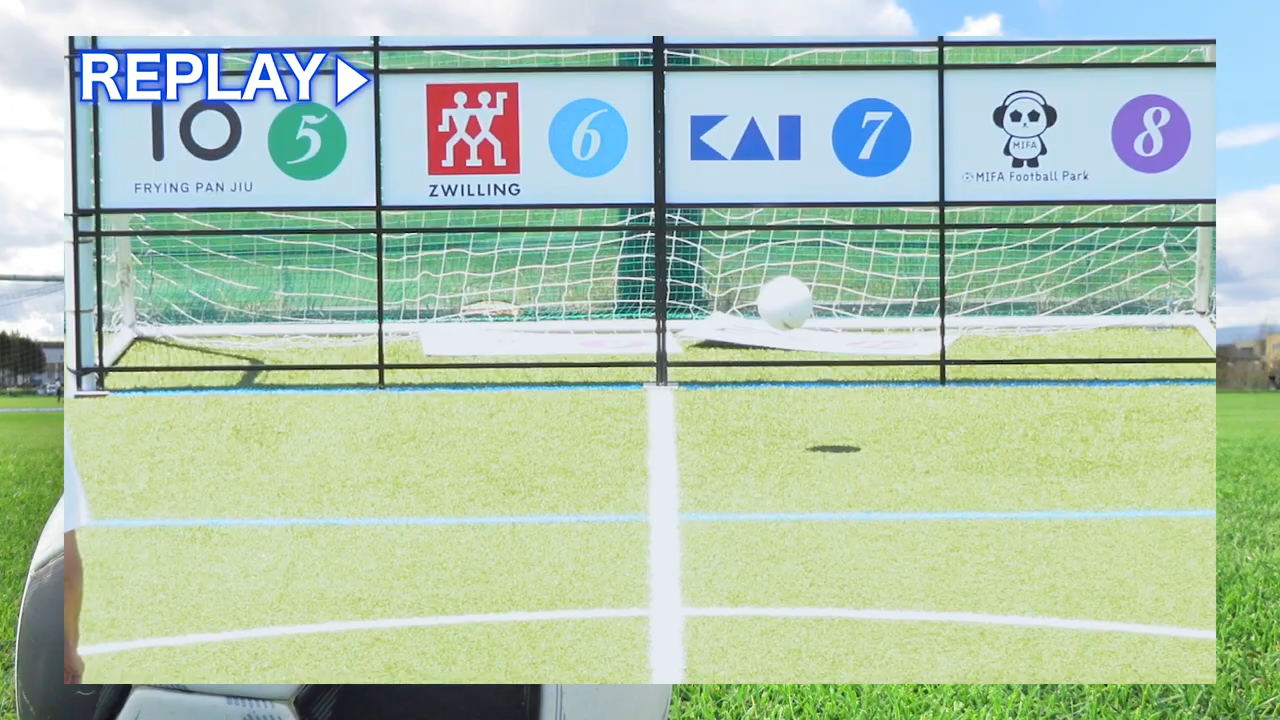 REPLAY
10
5
FRYING PAN JIU
ZWILLING
6
KAI
7
MIFA
MIFA Football Park
8